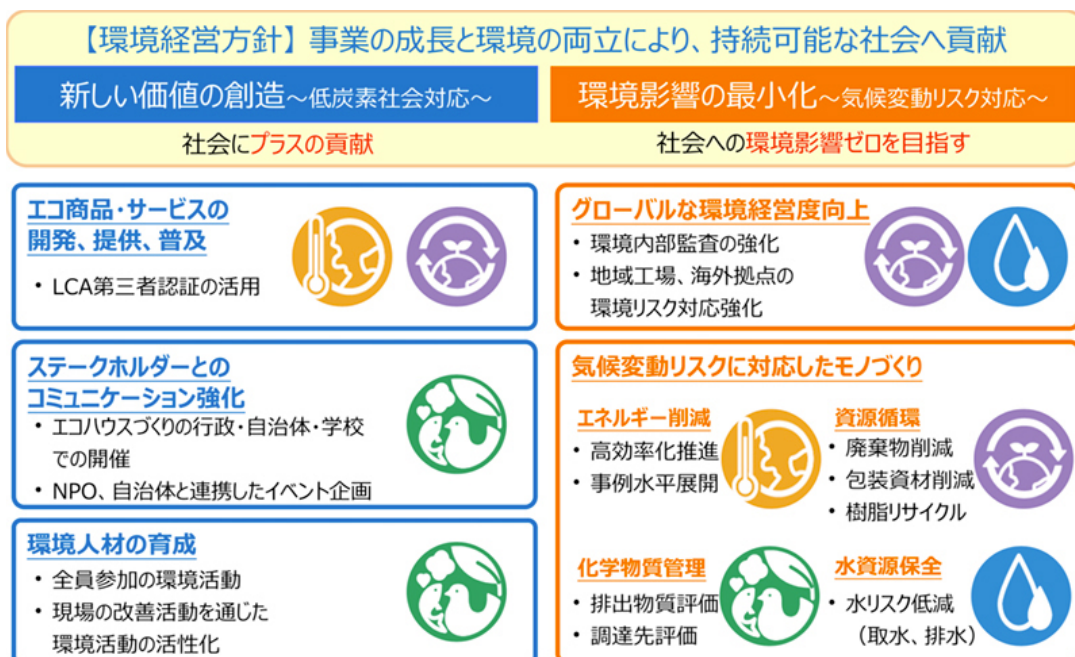 【環境経営方針】事業の成長と環境の両立により、持続可能な社会へ貢献
新しい価値の創造～低炭素社会対応～
社会にプラスの貢献
環境影響の最小化～気候変動リスク対応～
社会への環境影響ゼロを目指す
エコ商品・サービスの
開発、提供、普及
・LCA第三者認証の活用
ステークホルダーとの
コミュニケーション強化
・エコハウスづくりの行政・自治体・学校
での開催
・NPO、自治体と連携したイベント企画
環境人材の育成
・全員参加の環境活動
・現場の改善活動を通じた
環境活動の活性化
グローバルな環境経営度向上
・環境内部監査の強化
・地域工場、海外拠点の
環境リスク対応強化
気候変動リスクに対応したモノづくり
エネルギー削減
・高効率化推進
・事例水平展開
資源循環
・廃棄物削減
・包装資材削減
・樹脂リサイクル
化学物質管理
・排出物質評価
・調達先評価
水資源保全
・水リスク低減
（取水、排水）